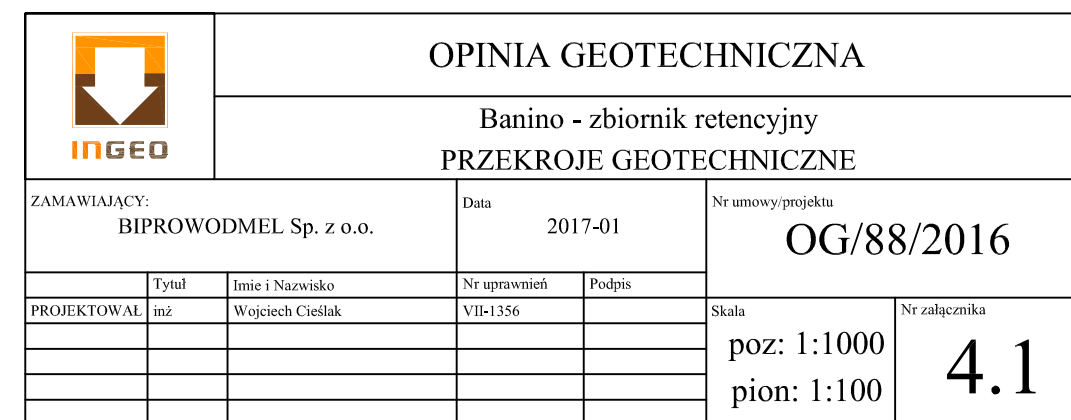 INGEO
OPINIA GEOTECHNICZNA
Banino - zbiornik retencyjny
PRZEKROJE GEOTECHNICZNE
ZAMAWIAJĄCY:
BIPROWODMEL Sp. z o.o.
Data
2017-01
Nr umowy/projektu
OG/88/2016
Tytuł Imie i Nazwisko Nr uprawnień Podpis
PROJEKTOWAŁ inż Wojciech Cieślak VII-1356
Skala
poz: 1:1000
pion: 1:100
Nr załącznika
4.1